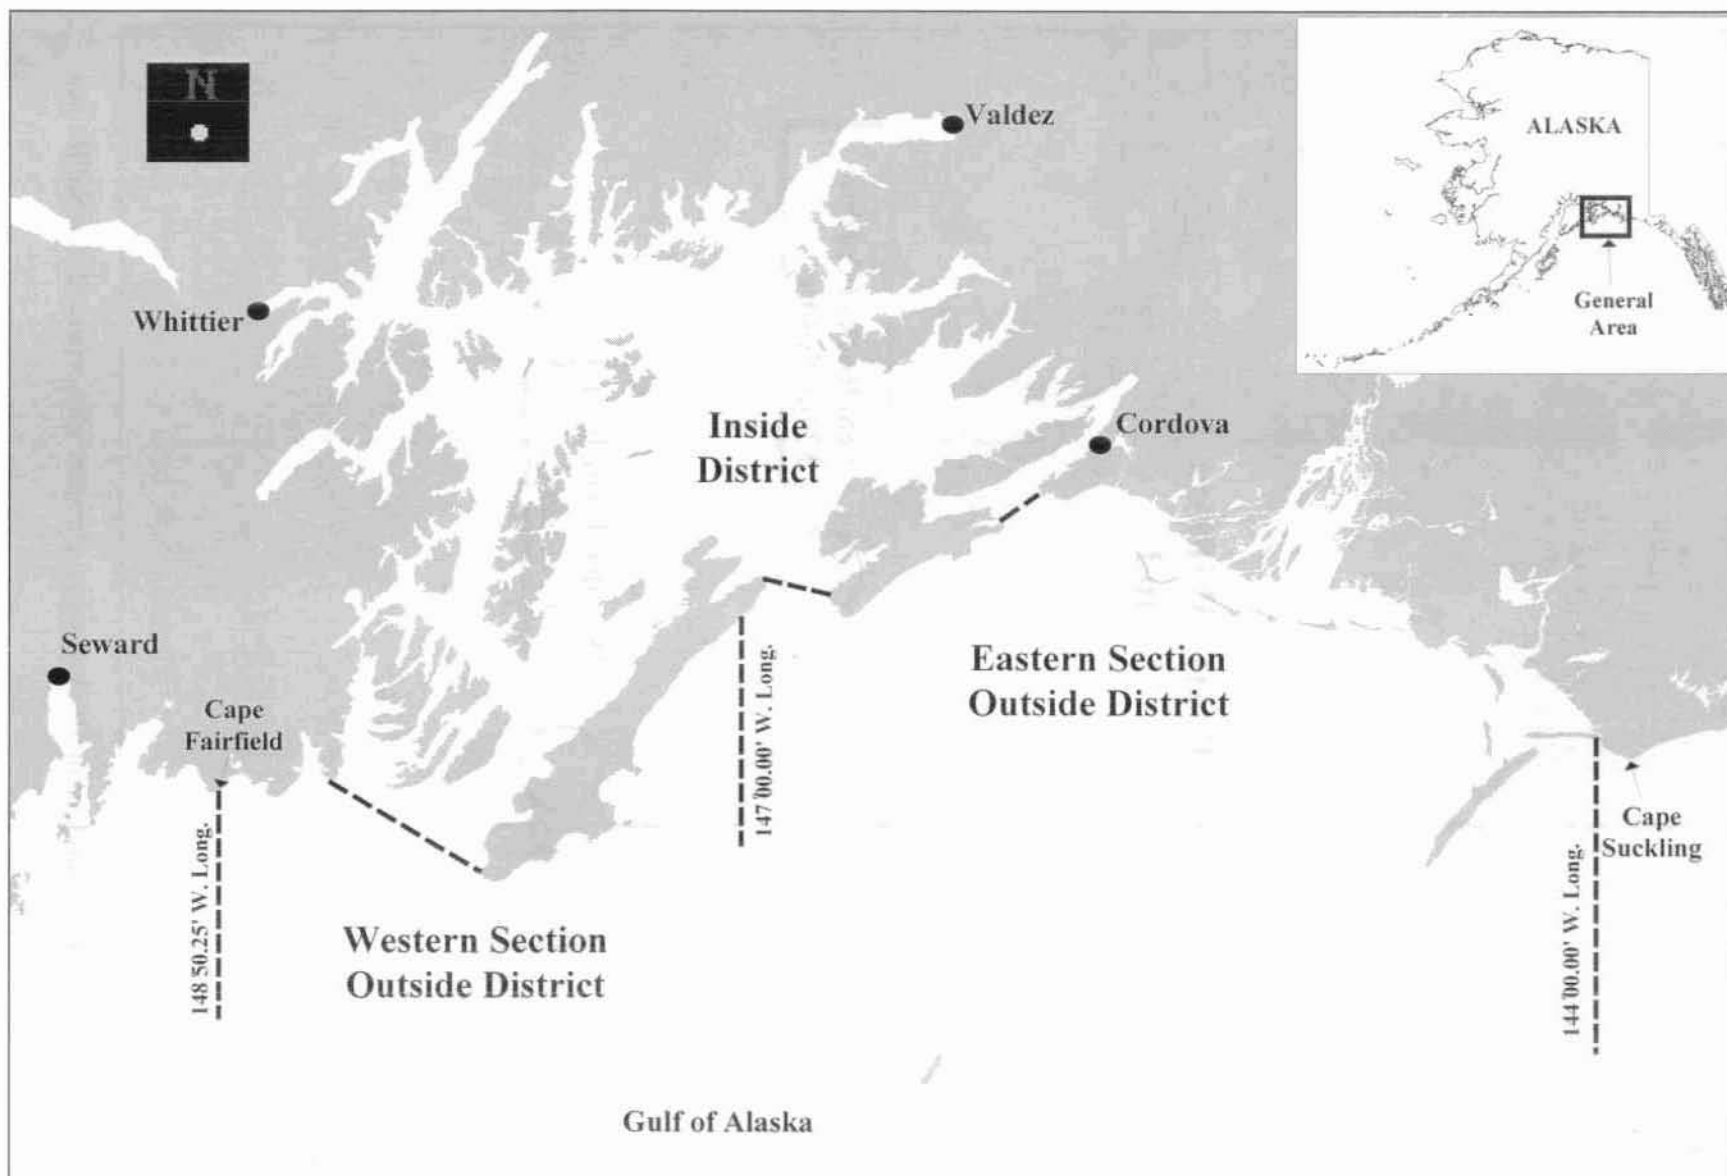 N
Valdez
ALASKA
General
Area
Whittier
Inside
District
Cordova
Seward
Cape
Fairfield
Eastern Section
Outside District
147°00.00' W. Long.
148°50.25' W. Long.
144°00.00' W. Long.
Cape
Suckling
Western Section
Outside District
Gulf of Alaska